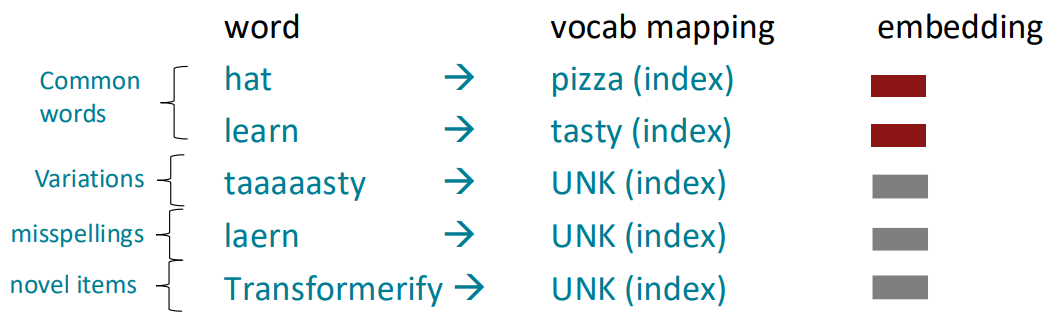 word vocab mapping embedding
Common words
hat → pizza (index)
learn → tasty (index)
Variations taaaaasty → UNK (index)
misspellings laern → UNK (index)
novel items Transformerify → UNK (index)